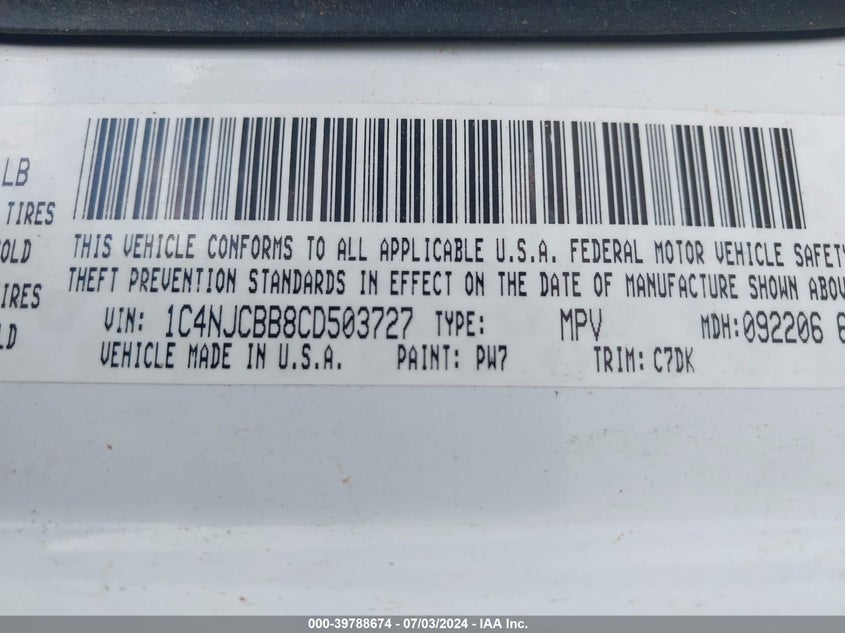 LB
TIRES
OLD
IRES
LD
THIS VEHICLE CONFORMS TO ALL APPLICABLE U.S.A. FEDERAL MOTOR VEHICLE SAFETY
THEFT PREVENTION STANDARDS IN EFFECT ON THE DATE OF MANUFACTURE SHOWN ABOV
VIN: 1C4NJCBB8CD503727 TYPE: MPV MDH:092206 6
VEHICLE MADE IN U.S.A. PAINT: PW7 TRIM: C7DK
000-39788674 - 07/03/2024 - IAA Inc.